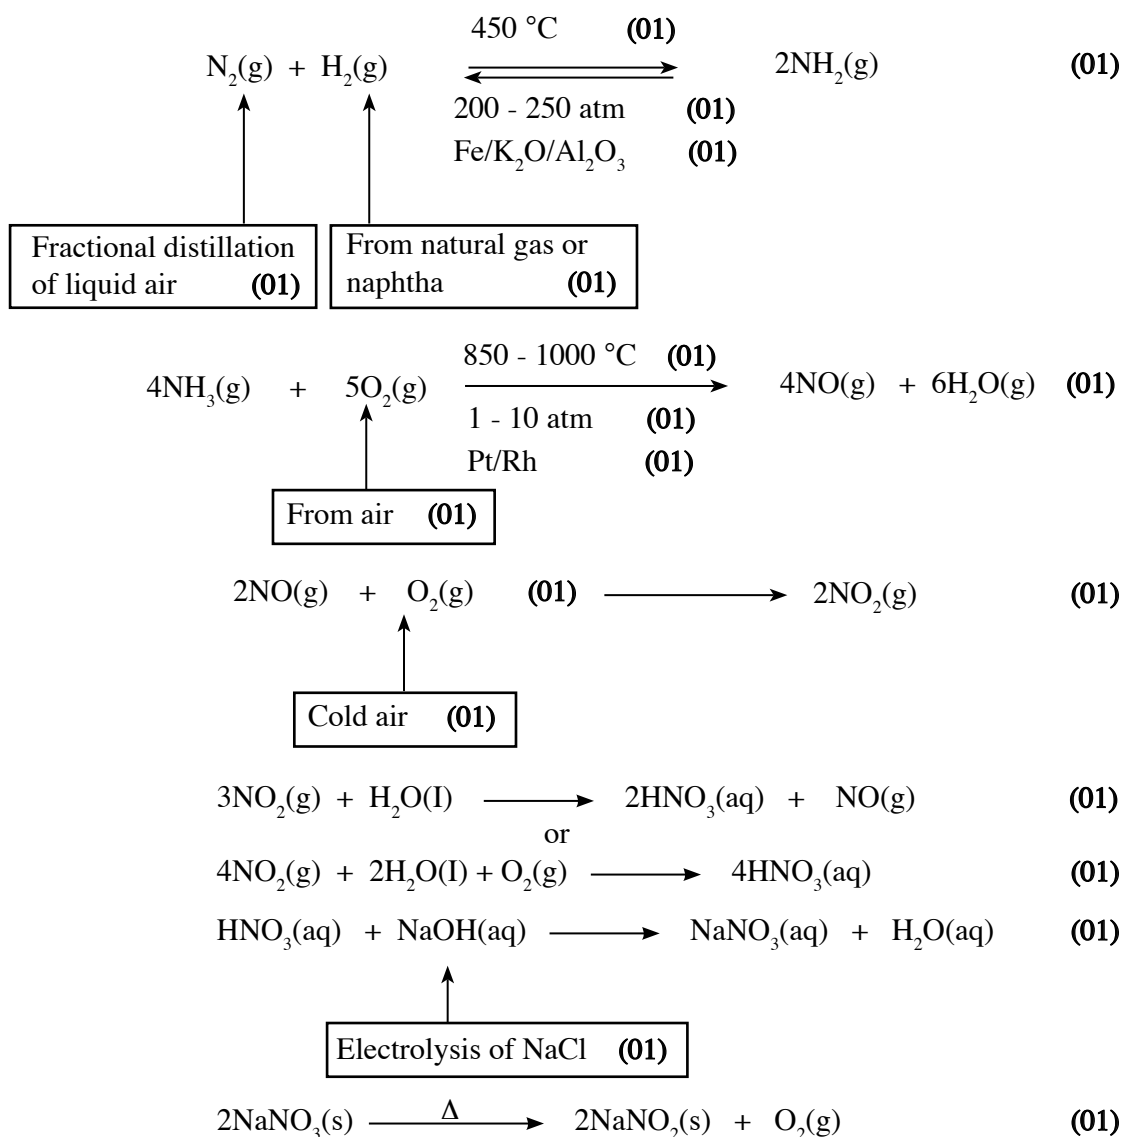 450 °C (01)
N₂(g) + H₂(g) 2NH₂(g) (01)
200 - 250 atm (01)
Fe/K₂O/Al₂O₃ (01)
Fractional distillation
of liquid air (01)
From natural gas or
naphtha (01)
850 - 1000 °C (01)
4NH₃(g) + 5O₂(g) 4NO(g) + 6H₂O(g) (01)
1 - 10 atm (01)
Pt/Rh (01)
From air (01)
2NO(g) + O₂(g) (01) 2NO₂(g) (01)
Cold air (01)
3NO₂(g) + H₂O(I) 2HNO₃(aq) + NO(g) (01)
or
4NO₂(g) + 2H₂O(I) + O₂(g) 4HNO₃(aq) (01)
HNO₃(aq) + NaOH(aq) NaNO₃(aq) + H₂O(aq) (01)
Electrolysis of NaCl (01)
2NaNO₃(s) Δ 2NaNO₂(s) + O₂(g) (01)